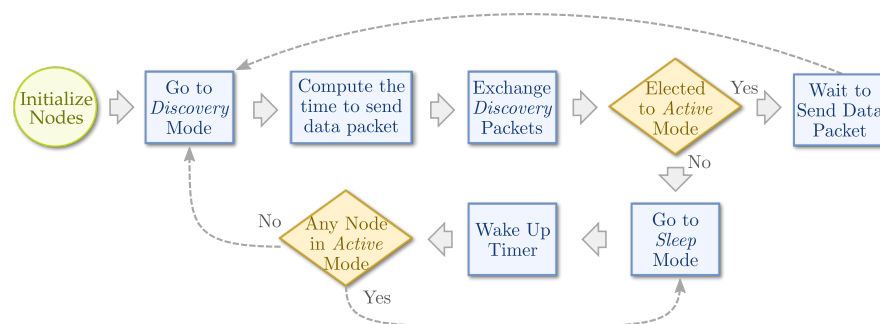 Initialize
Nodes
Go to
Discovery
Mode
Compute the
time to send
data packet
Exchange
Discovery
Packets
Elected
to Active
Mode
Yes
Wait to
Send Data
Packet
No
Go to
Sleep
Mode
Wake Up
Timer
Any Node
in Active
Mode
No
Yes